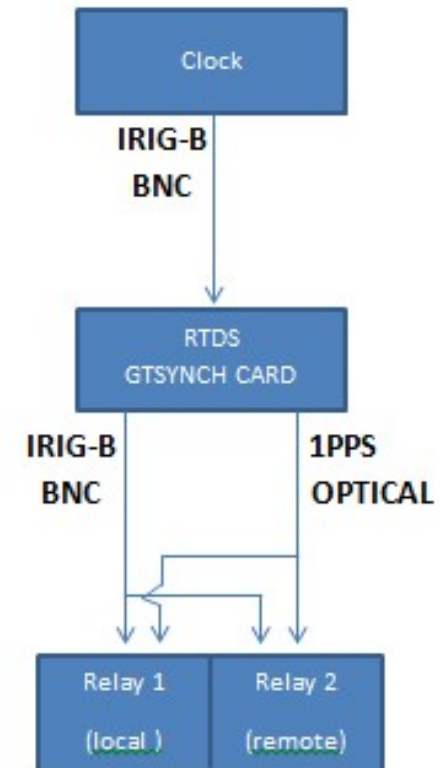 Clock
IRIG-B
BNC
RTDS
GTSYNCH CARD
IRIG-B
BNC
1PPS
OPTICAL
Relay 1
(local )
Relay 2
(remote)